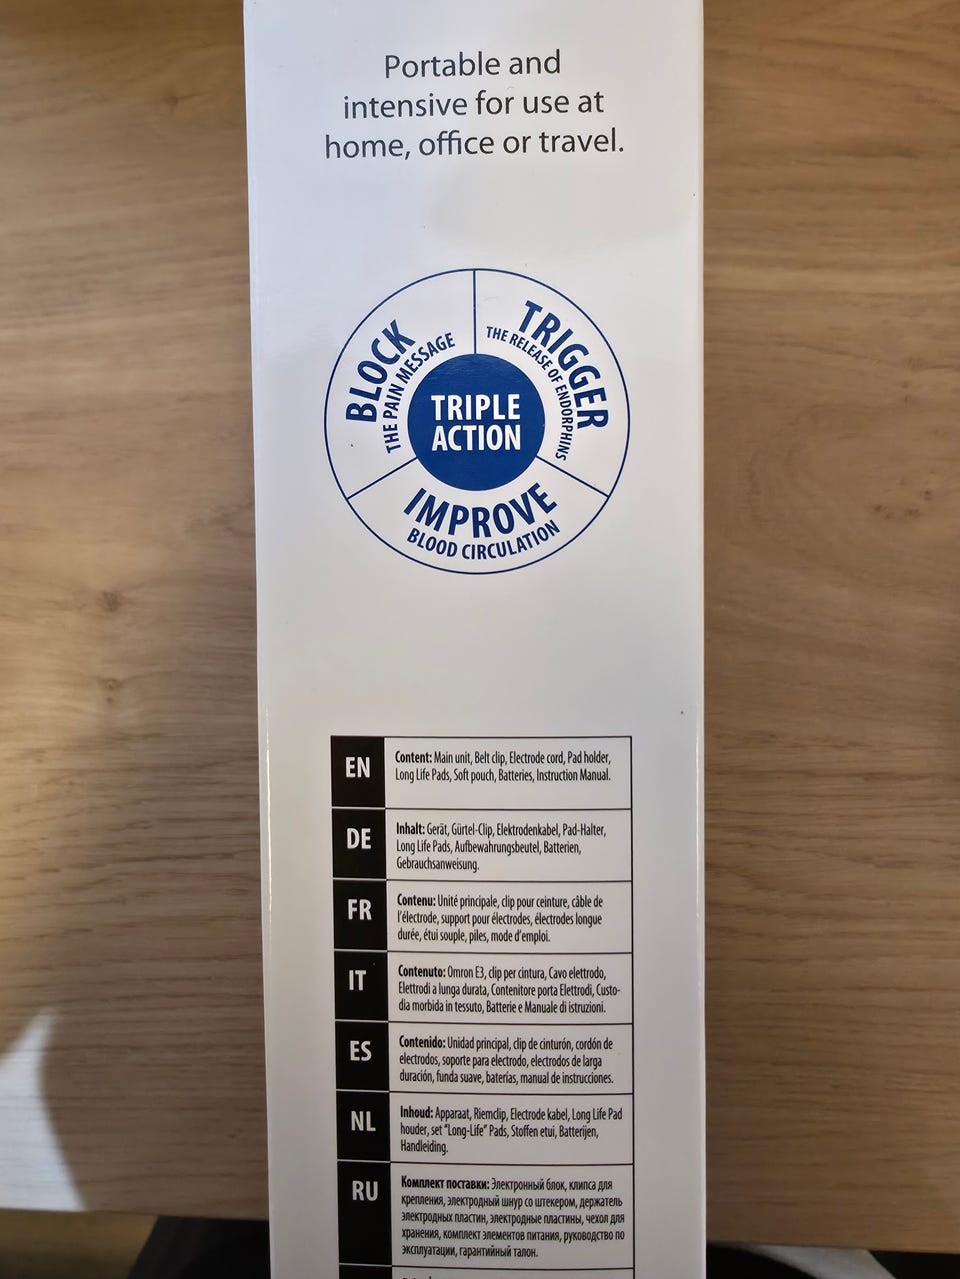 Portable and
intensive for use at
home, office or travel.
BLOCK
THE PAIN MESSAGE
TRIGGER
THE RELEASE OF ENDORPHINS
TRIPLE
ACTION
IMPROVE
BLOOD CIRCULATION
EN
Content: Main unit, Belt clip, Electrode cord, Pad holder,
Long Life Pads, Soft pouch, Batteries, Instruction Manual.
DE
Inhalt: Gerät, Gürtel-Clip, Elektrodenkabel, Pad-Halter,
Long Life Pads, Aufbewahrungsbeutel, Batterien,
Gebrauchsanweisung.
FR
Contenu: Unité principale, clip pour ceinture, câble de
l'électrode, support pour électrodes, électrodes longue
durée, étui souple, piles, mode d'emploi.
IT
Contenuto: Omron E3, clip per cintura, Cavo elettrodo,
Elettrodi a lunga durata, Contenitore porta Elettrodi, Custo-
dia morbida in tessuto, Batterie e Manuale di istruzioni.
ES
Contenido: Unidad principal, clip de cinturón, cordón de
electrodos, soporte para electrodo, electrodos de larga
duración, funda suave, baterías, manual de instrucciones.
NL
Inhoud: Apparaat, Riemclip, Electrode kabel, Long Life Pad
houder, set "Long-Life" Pads, Stoffen etui, Batterijen,
Handleiding.
RU
Комплект поставки: Электронный блок, клипса для
крепления, электродный шнур со штекером, держатель
электродных пластин, электродные пластины, чехол для
хранения, комплект элементов питания, руководство по
эксплуатации, гарантийный талон.